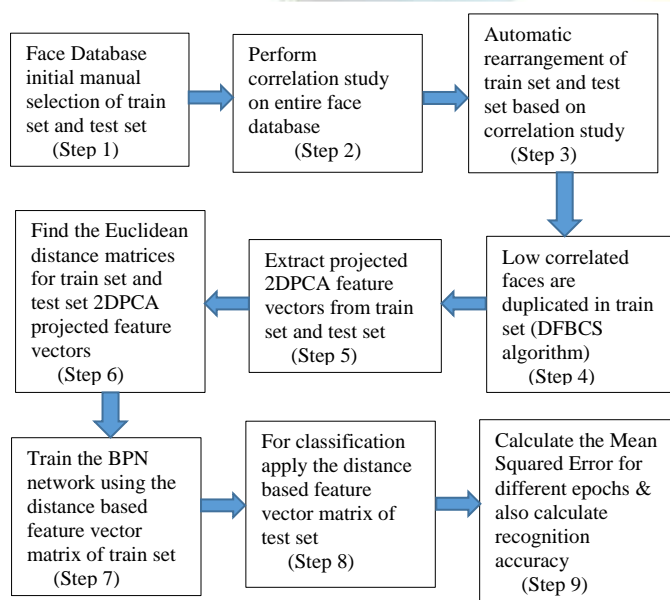 Face Database
initial manual
selection of train
set and test set
(Step 1)
Perform
correlation study
on entire face
database
(Step 2)
Automatic
rearrangement of
train set and test
set based on
correlation study
(Step 3)
Low correlated
faces are
duplicated in train
set (DFBCS
algorithm)
(Step 4)
Extract projected
2DPCA feature
vectors from train
set and test set
(Step 5)
Find the Euclidean
distance matrices
for train set and
test set 2DPCA
projected feature
vectors
(Step 6)
Train the BPN
network using the
distance based
feature vector
matrix of train set
(Step 7)
For classification
apply the distance
based feature
vector matrix of
test set
(Step 8)
Calculate the Mean
Squared Error for
different epochs &
also calculate
recognition
accuracy
(Step 9)